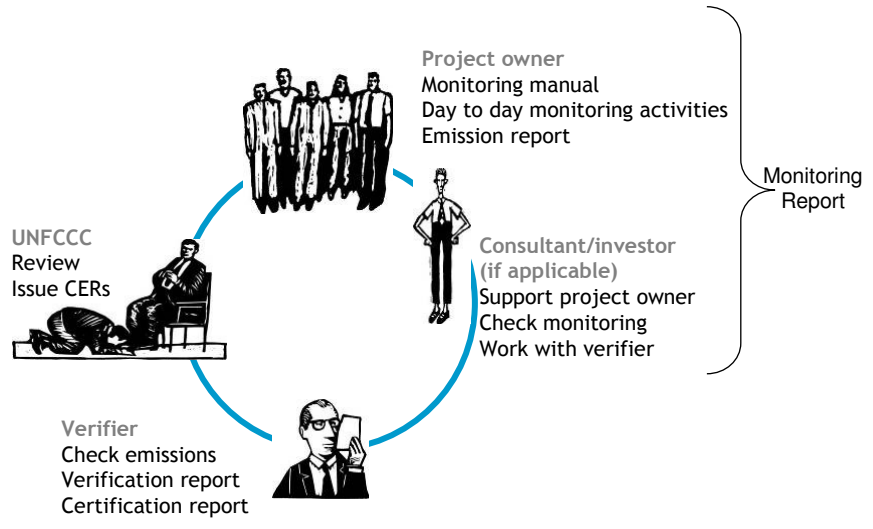 Project owner
Monitoring manual
Day to day monitoring activities
Emission report
Monitoring
Report
Consultant/investor
(if applicable)
Support project owner
Check monitoring
Work with verifier
UNFCCC
Review
Issue CERs
Verifier
Check emissions
Verification report
Certification report